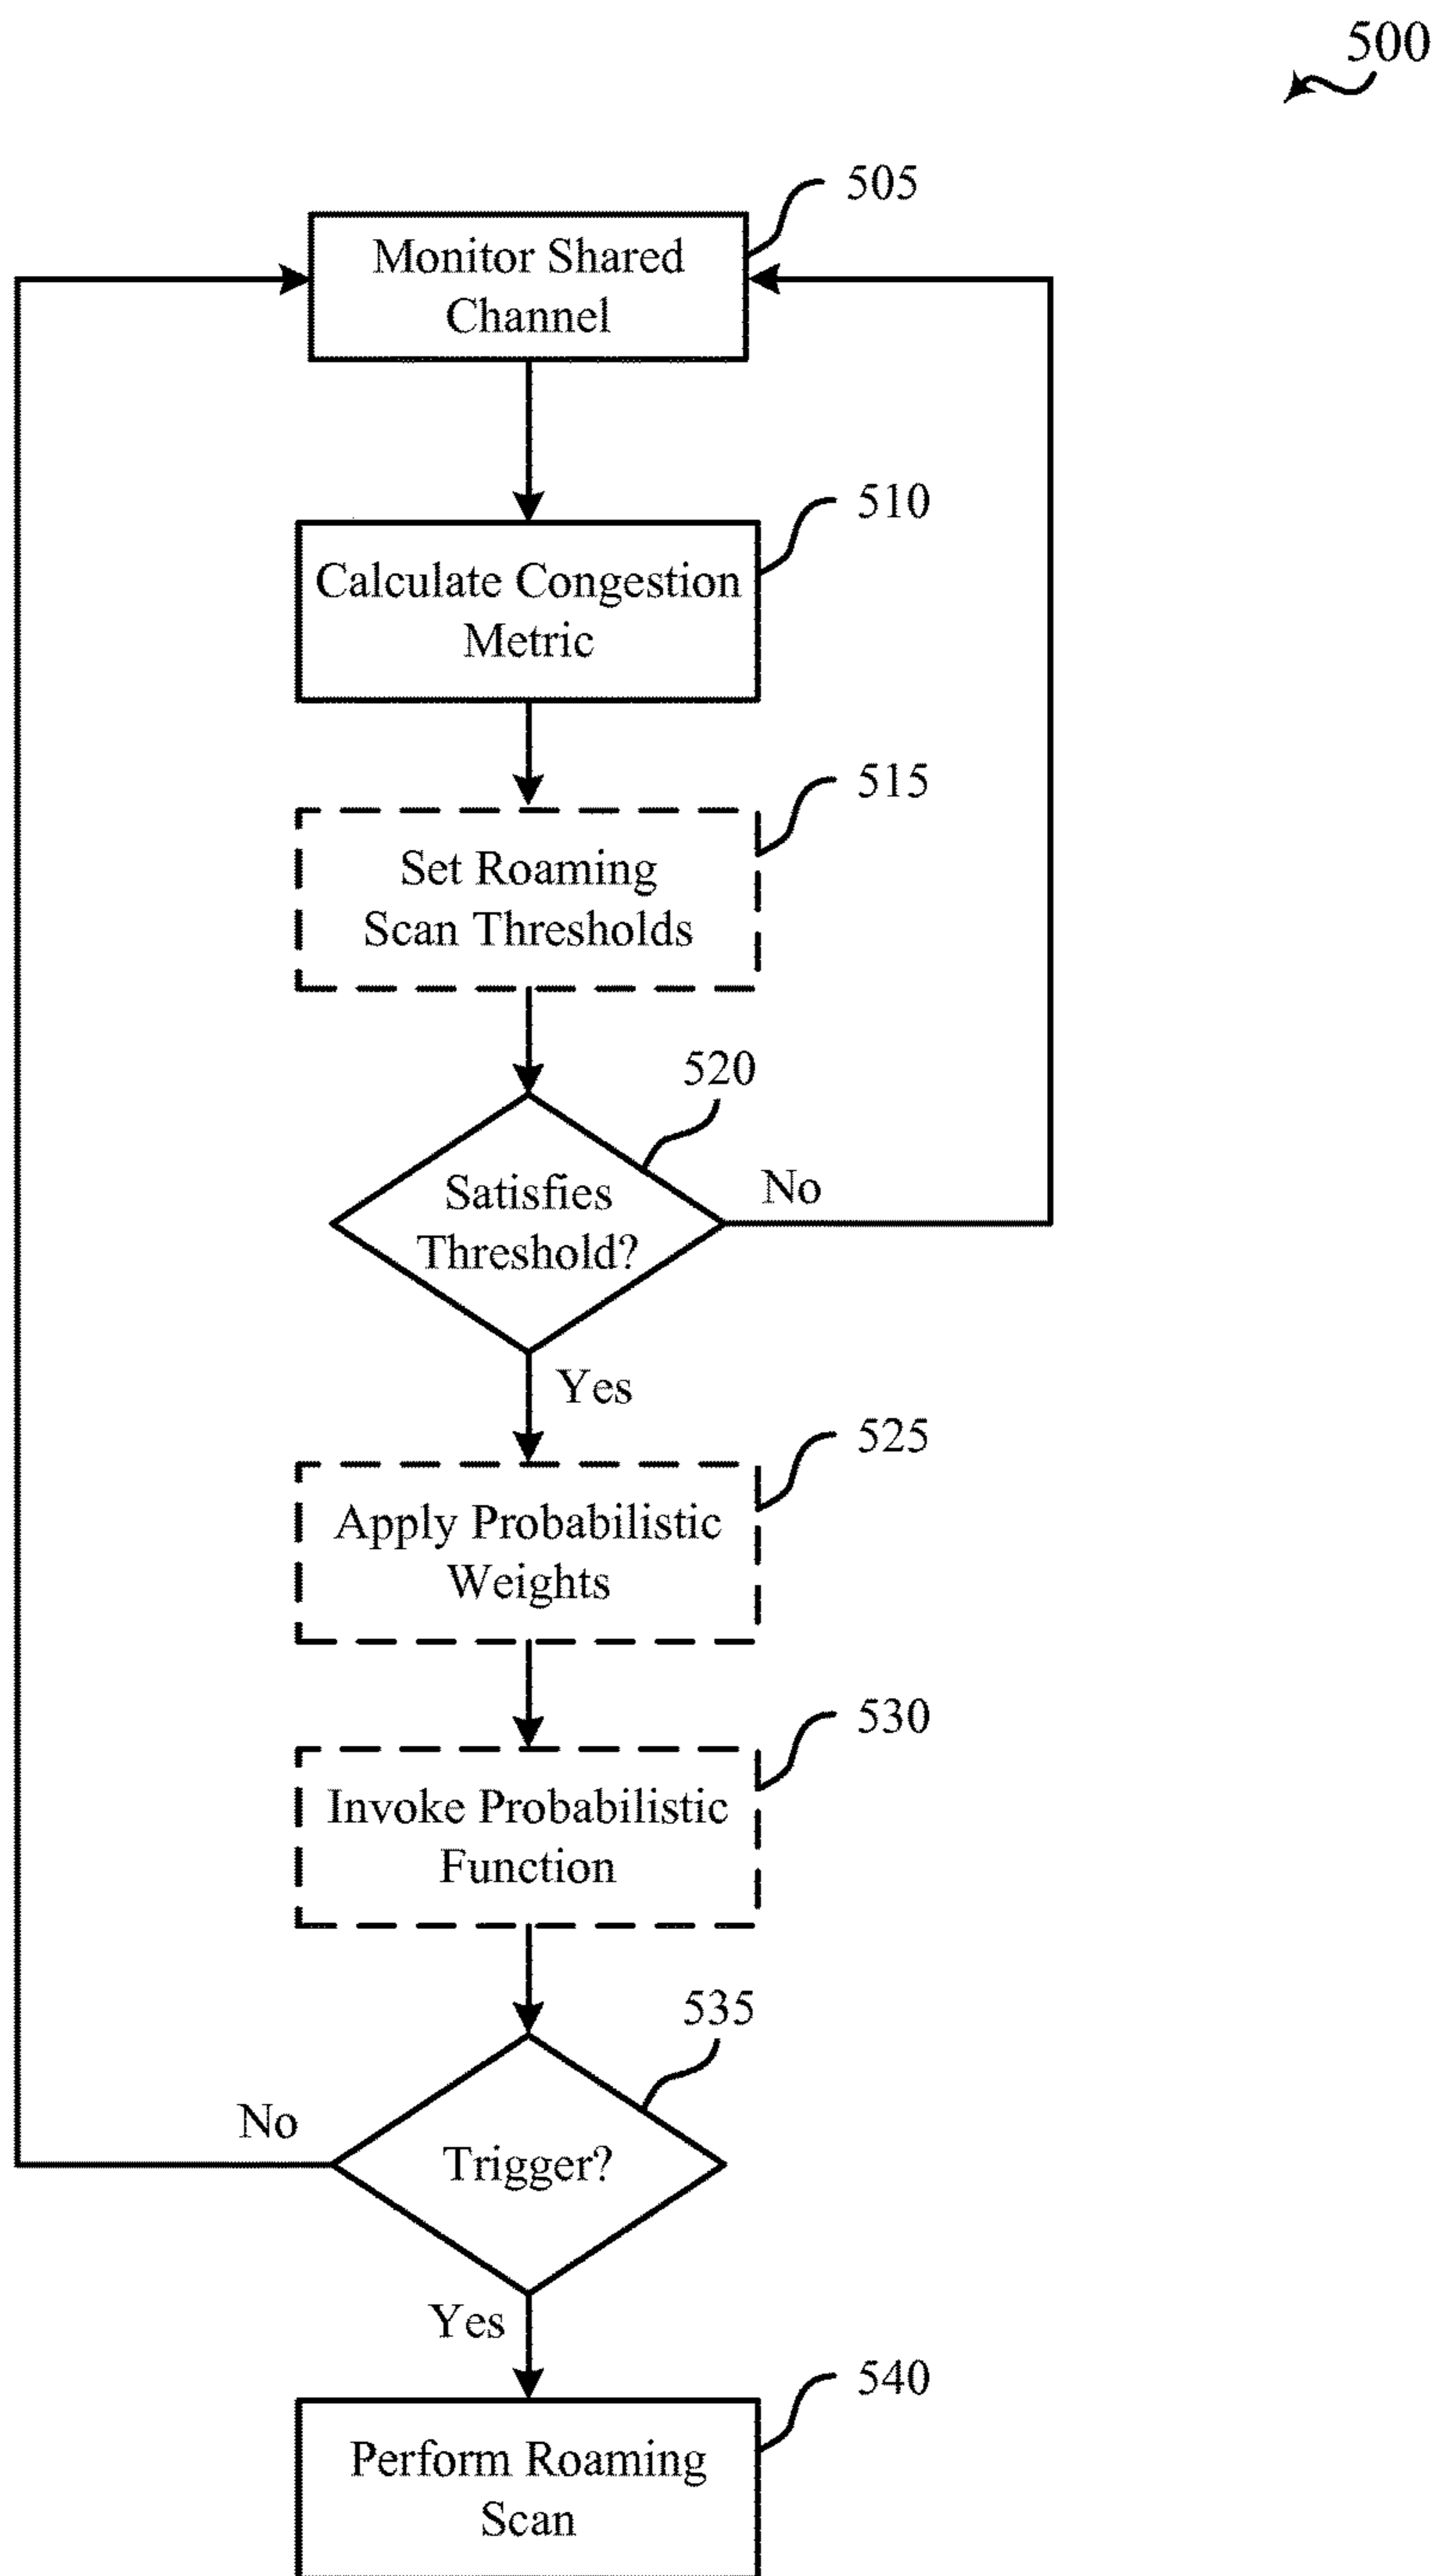 500
505
Monitor Shared
Channel
510
Calculate Congestion
Metric
515
Set Roaming
Scan Thresholds
520
Satisfies
Threshold?
No
Yes
525
Apply Probabilistic
Weights
530
Invoke Probabilistic
Function
535
Trigger?
No
Yes
540
Perform Roaming
Scan